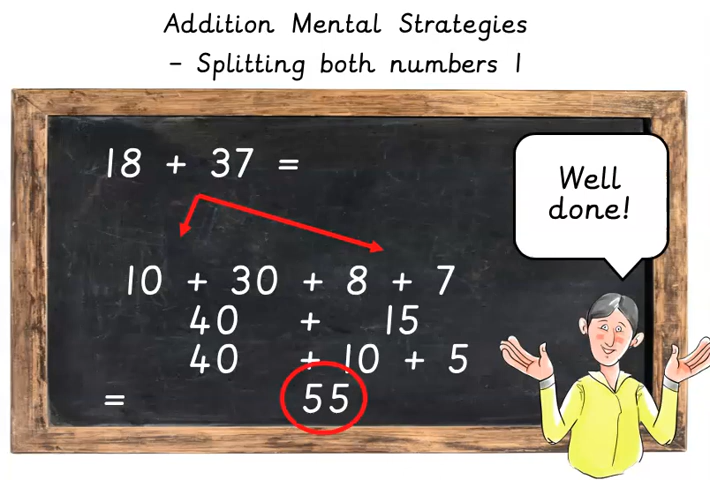 Addition Mental Strategies
- Splitting both numbers 1
18 + 37 =
Well
done!
10 + 30 + 8 + 7
40 + 15
40 + 10 + 5
= 55